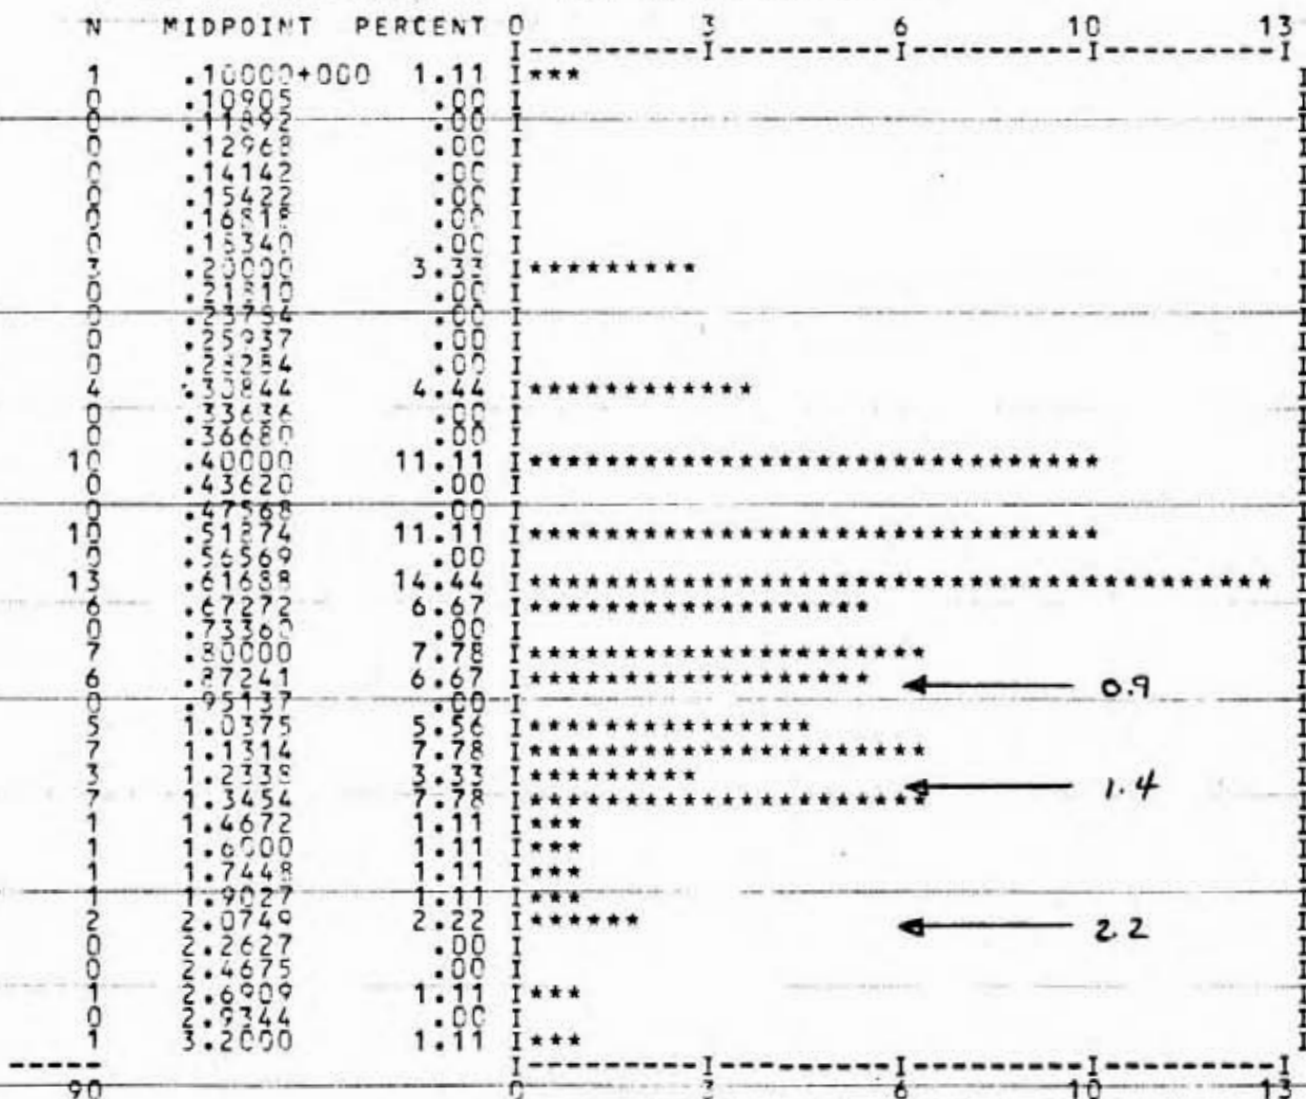 N MIDPOINT PERCENT 0 3 6 10 13
I------------I------------I------------I------------I
1 .10000+000 1.11 I*** I
0 .10905 .00 I I
0 .11892 .00 I I
0 .12968 .00 I I
0 .14142 .00 I I
0 .15422 .00 I I
0 .16818 .00 I I
0 .18340 .00 I I
3 .20000 3.33 I********* I
0 .21810 .00 I I
0 .23784 .00 I I
0 .25937 .00 I I
0 .28284 .00 I I
4 .30844 4.44 I************ I
0 .33636 .00 I I
0 .36680 .00 I I
10 .40000 11.11 I****************************** I
0 .43620 .00 I I
0 .47568 .00 I I
10 .51874 11.11 I****************************** I
0 .56569 .00 I I
13 .61688 14.44 I*************************************** I
6 .67272 6.67 I****************** I
0 .73360 .00 I I
7 .80000 7.78 I********************* I
6 .87241 6.67 I****************** 0.9 I
0 .95137 .00 I I
5 1.0375 5.56 I*************** I
7 1.1314 7.78 I********************* I
3 1.2338 3.33 I********* 1.4 I
7 1.3454 7.78 I********************* I
1 1.4672 1.11 I*** I
1 1.6000 1.11 I*** I
1 1.7448 1.11 I*** I
1 1.9027 1.11 I*** I
2 2.0749 2.22 I****** 2.2 I
0 2.2627 .00 I I
0 2.4675 .00 I I
1 2.6909 1.11 I*** I
0 2.9344 .00 I I
1 3.2000 1.11 I*** I
----- I------------I------------I------------I------------I
90 0 3 6 10 13